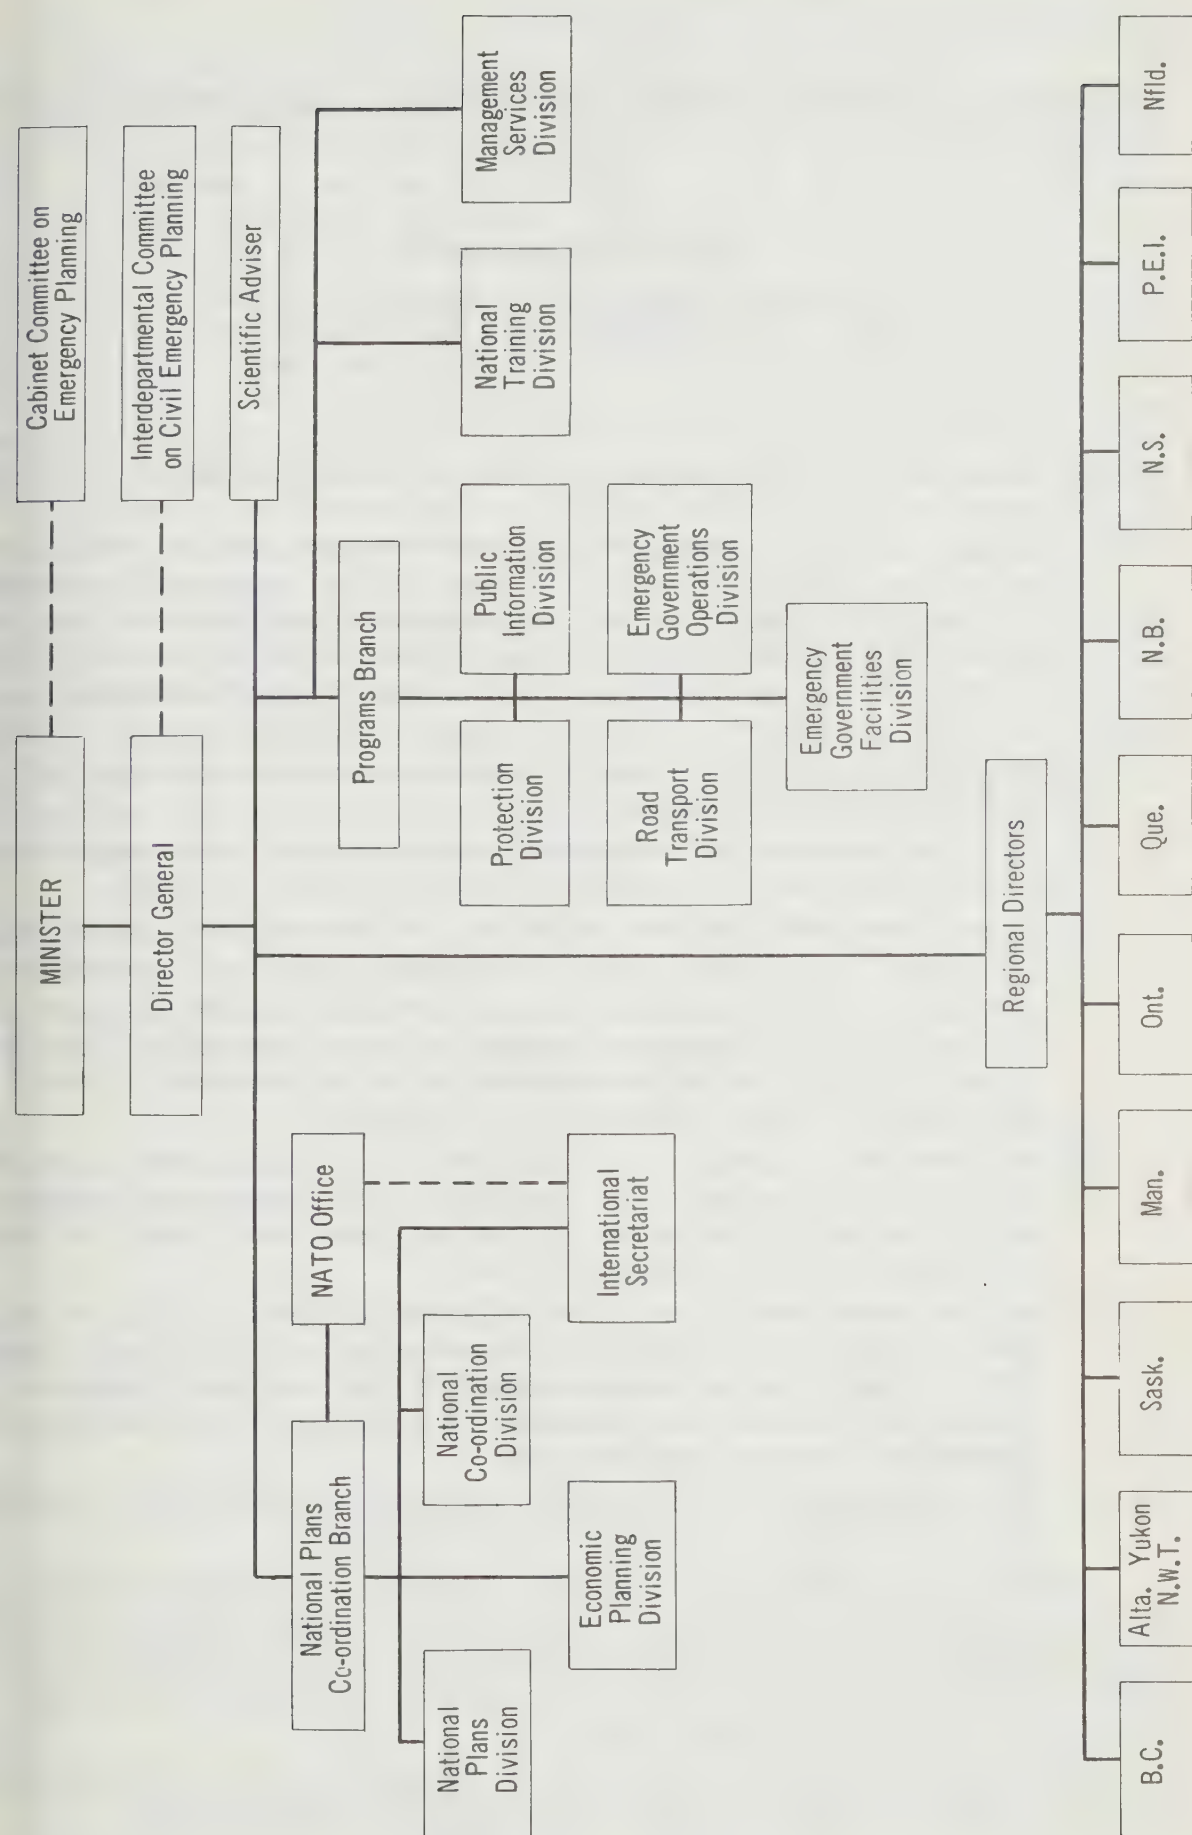 MINISTER
Cabinet Committee on
Emergency Planning
Director General
Interdepartmental Committee
on Civil Emergency Planning
Scientific Adviser
National Plans
Co-ordination Branch
NATO Office
National
Plans
Division
National
Co-ordination
Division
Economic
Planning
Division
International
Secretariat
Programs Branch
Protection
Division
Public
Information
Division
Road
Transport
Division
Emergency
Government
Operations
Division
Emergency
Government
Facilities
Division
National
Training
Division
Management
Services
Division
Regional Directors
B.C.
Alta. Yukon
N.W.T.
Sask.
Man.
Ont.
Que.
N.B.
N.S.
P.E.I.
Nfld.